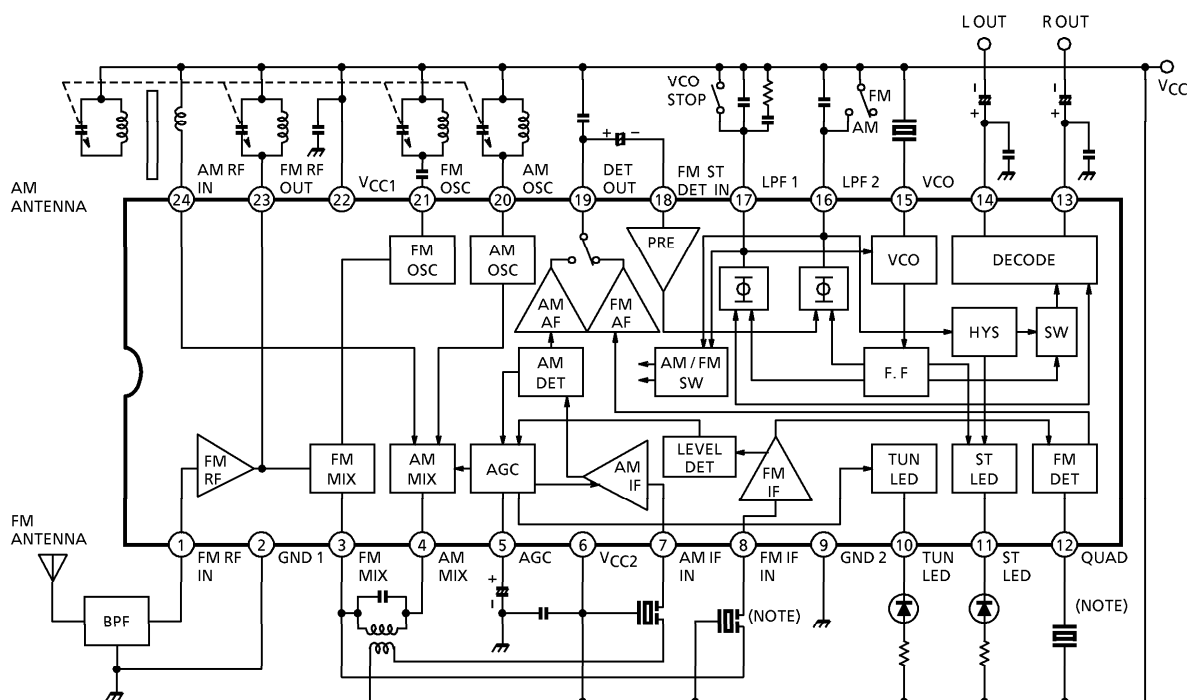 L OUT R OUT
VCO
STOP
FM
AM
VCC
+ −
− +
− +
AM RF
IN
FM RF
OUT
VCC1
FM
OSC
AM
OSC
DET
OUT
FM ST
DET IN
LPF 1
LPF 2
VCO
AM
ANTENNA
24 23 22 21 20 19 18 17 16 15 14 13
FM
OSC
AM
OSC
PRE
VCO
DECODE
AM
AF
FM
AF
HYS
SW
AM
DET
AM / FM
SW
F. F
FM
RF
FM
MIX
AM
MIX
AGC
AM
IF
LEVEL
DET
FM
IF
TUN
LED
ST
LED
FM
DET
FM
ANTENNA
1 2 3 4 5 6 7 8 9 10 11 12
FM RF
IN
GND 1
FM
MIX
AM
MIX
AGC
VCC2
AM IF
IN
FM IF
IN
GND 2
TUN
LED
ST
LED
QUAD
+
−
BPF
(NOTE)
(NOTE)